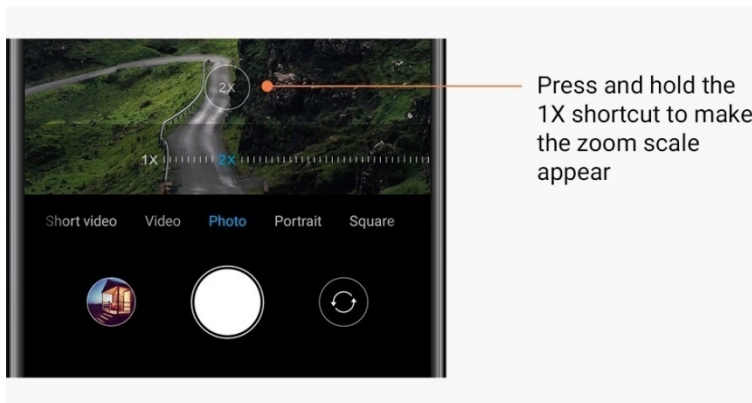 2X
Press and hold the
1X shortcut to make
the zoom scale
appear
1X 2X
Short video Video Photo Portrait Square